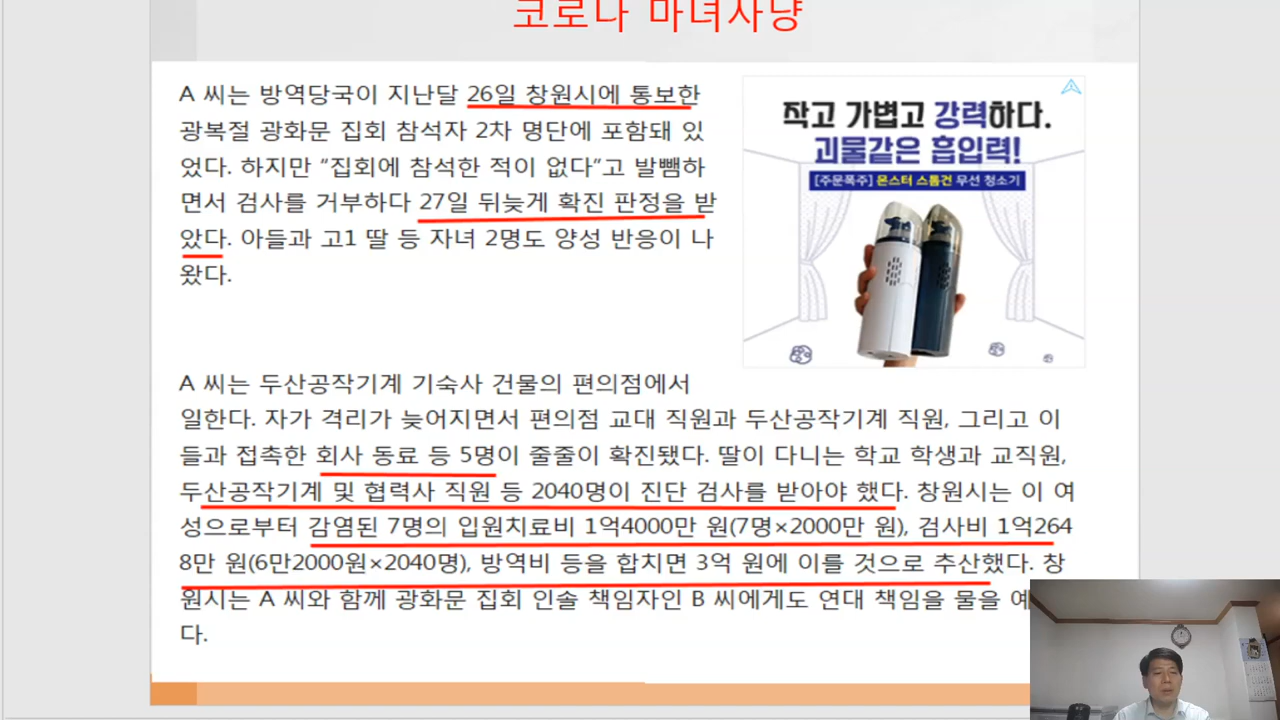 코로나 마녀사냥
A 씨는 방역당국이 지난달 26일 창원시에 통보한
광복절 광화문 집회 참석자 2차 명단에 포함돼 있
었다. 하지만 “집회에 참석한 적이 없다”고 발뺌하
면서 검사를 거부하다 27일 뒤늦게 확진 판정을 받
았다. 아들과 고1 딸 등 자녀 2명도 양성 반응이 나
왔다.
작고 가볍고 강력하다.
괴물같은 흡입력!
[주문폭주] 몬스터 스톰건 무선 청소기
A 씨는 두산공작기계 기숙사 건물의 편의점에서
일한다. 자가 격리가 늦어지면서 편의점 교대 직원과 두산공작기계 직원, 그리고 이
들과 접촉한 회사 동료 등 5명이 줄줄이 확진됐다. 딸이 다니는 학교 학생과 교직원,
두산공작기계 및 협력사 직원 등 2040명이 진단 검사를 받아야 했다. 창원시는 이 여
성으로부터 감염된 7명의 입원치료비 1억4000만 원(7명×2000만 원), 검사비 1억264
8만 원(6만2000원×2040명), 방역비 등을 합치면 3억 원에 이를 것으로 추산했다. 창
원시는 A 씨와 함께 광화문 집회 인솔 책임자인 B 씨에게도 연대 책임을 물을 예
다.